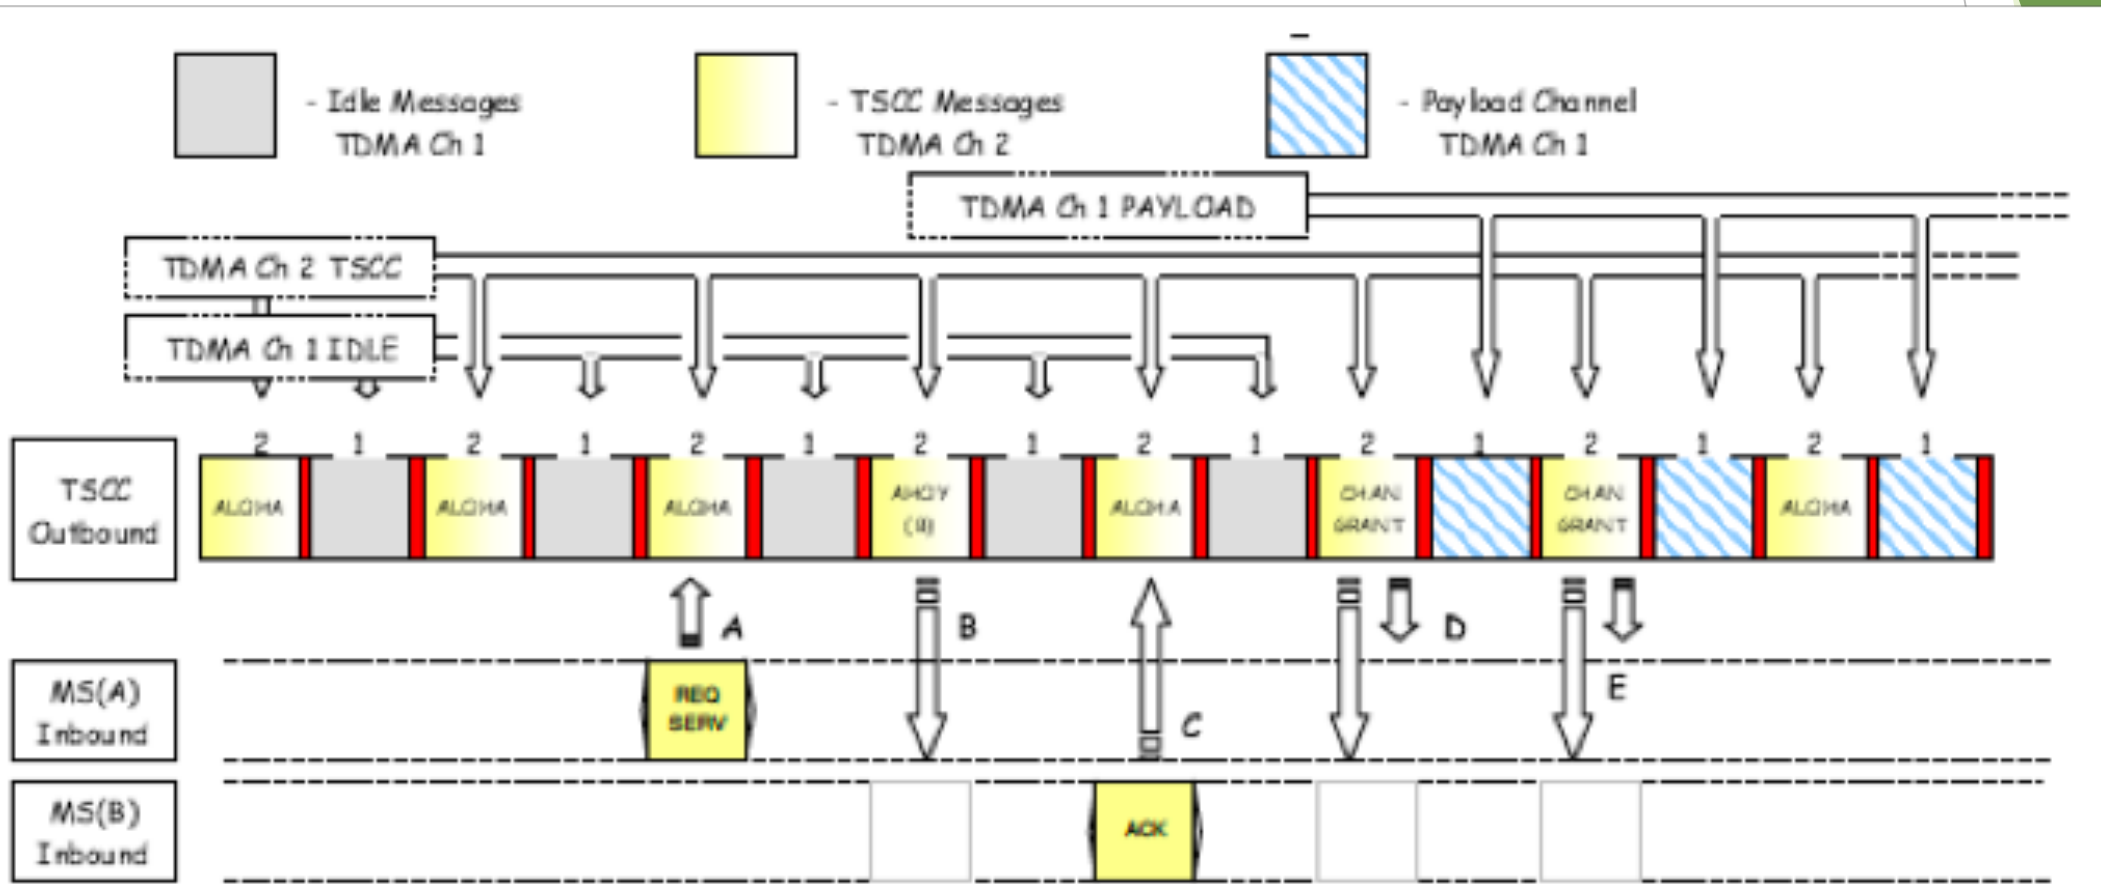 - Idle Messages
TDMA Ch 1
- TSCC Messages
TDMA Ch 2
- Payload Channel
TDMA Ch 1
TDMA Ch 1 PAYLOAD
TDMA Ch 2 TSCC
TDMA Ch 1 IDLE
2 1 2 1 2 1 2 1 2 1 2 1 2 1 2 1
TSCC
Outbound
ALOHA
ALOHA
ALOHA
AHOY
ALOHA
CHAN
GRANT
CHAN
GRANT
ALOHA
A
B
C
D
E
MS(A)
Inbound
REQ
SERV
MS(B)
Inbound
ACK